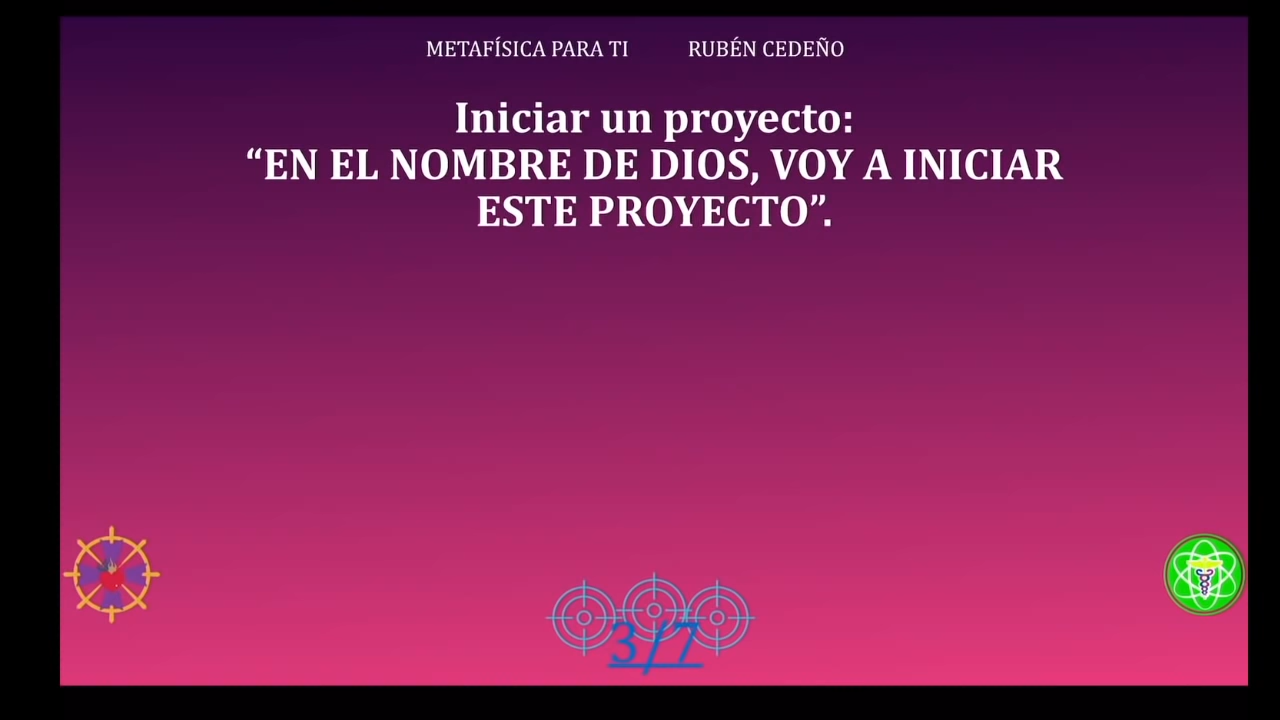 METAFÍSICA PARA TI RUBÉN CEDEÑO
Iniciar un proyecto:
“EN EL NOMBRE DE DIOS, VOY A INICIAR
ESTE PROYECTO”.
3/7